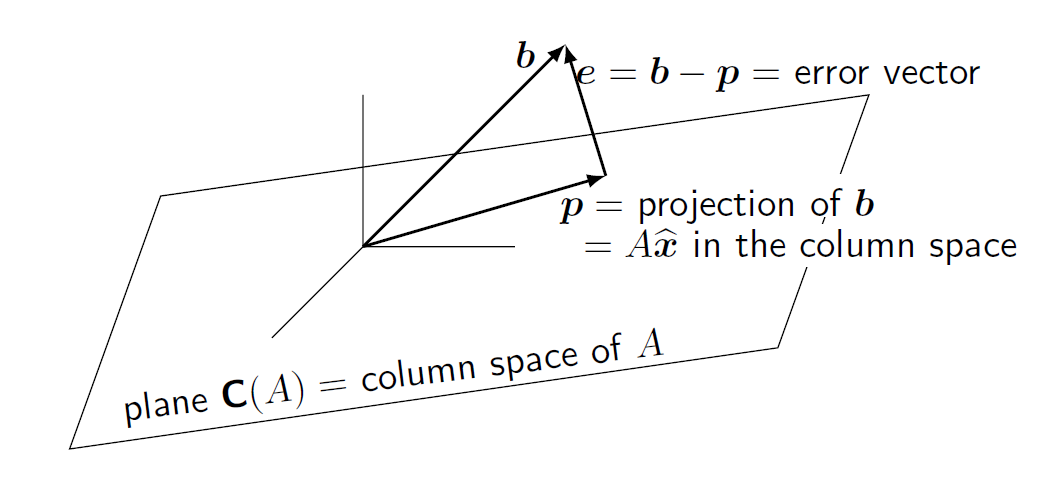 b
e = b − p = error vector
p = projection of b
= Ax̂ in the column space
plane C(A) = column space of A